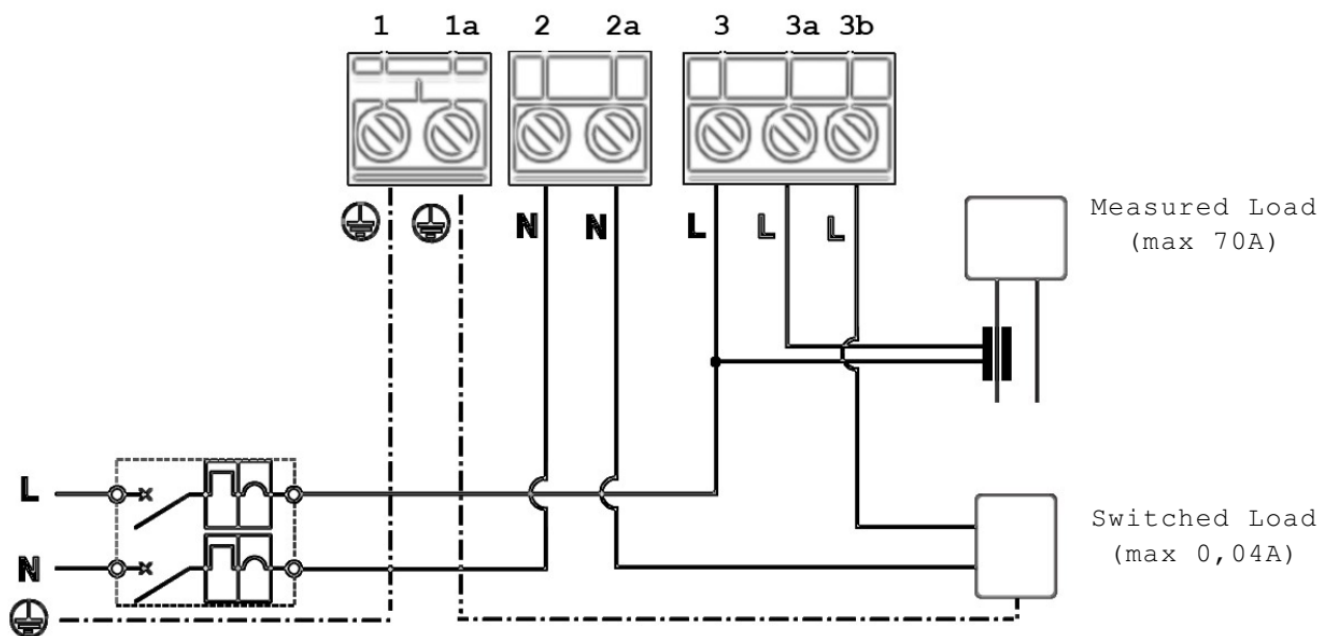 1 1a 2 2a 3 3a 3b
N N L L L
Measured Load
(max 70A)
L
Switched Load
(max 0,04A)
N